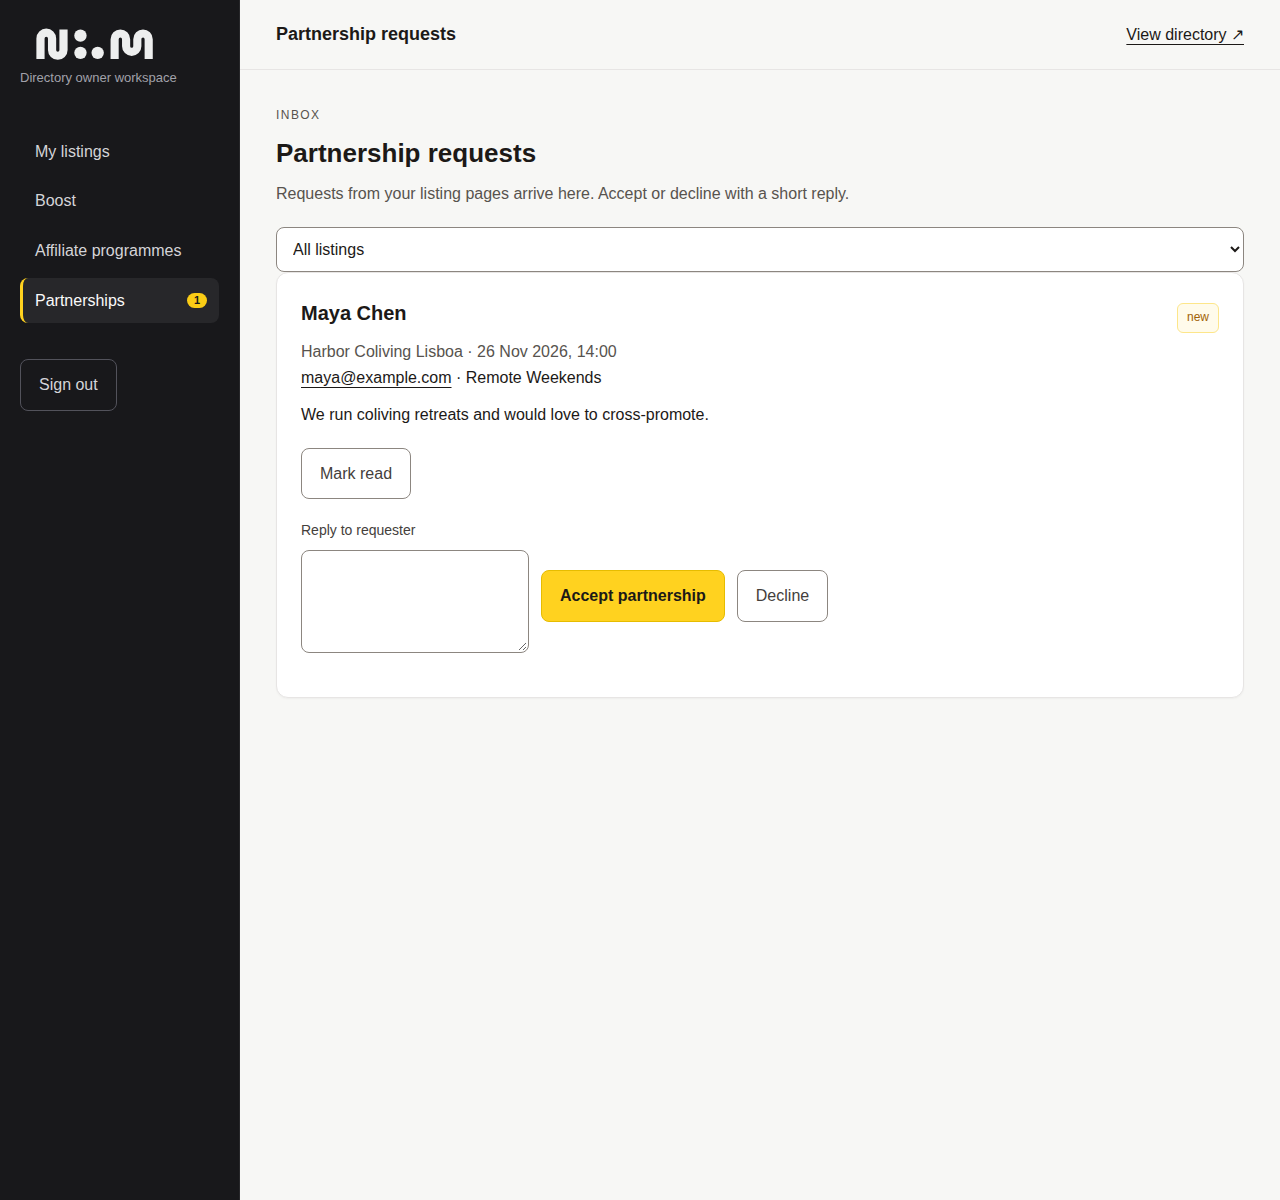 Directory owner workspace
My listings
Boost
Affiliate programmes
Partnerships 1
Sign out
Partnership requests
View directory ↗
INBOX
Partnership requests
Requests from your listing pages arrive here. Accept or decline with a short reply.
All listings
Maya Chen
new
Harbor Coliving Lisboa · 26 Nov 2026, 14:00
maya@example.com · Remote Weekends
We run coliving retreats and would love to cross-promote.
Mark read
Reply to requester
Accept partnership
Decline